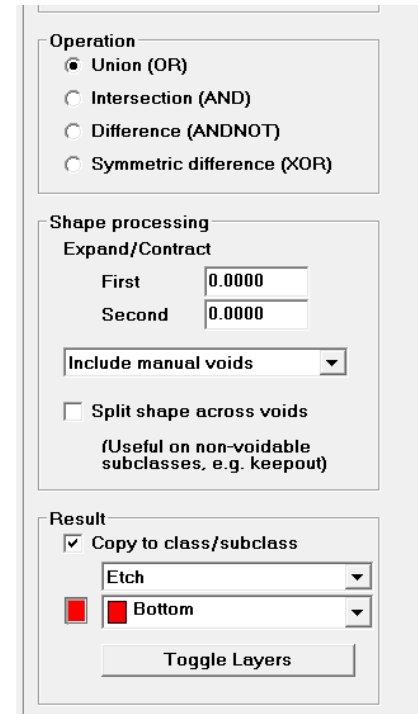 Operation
Union (OR)
Intersection (AND)
Difference (ANDNOT)
Symmetric difference (XOR)
Shape processing
Expand/Contract
First 0.0000
Second 0.0000
Include manual voids
Split shape across voids
(Useful on non-voidable
subclasses, e.g. keepout)
Result
Copy to class/subclass
Etch
Bottom
Toggle Layers